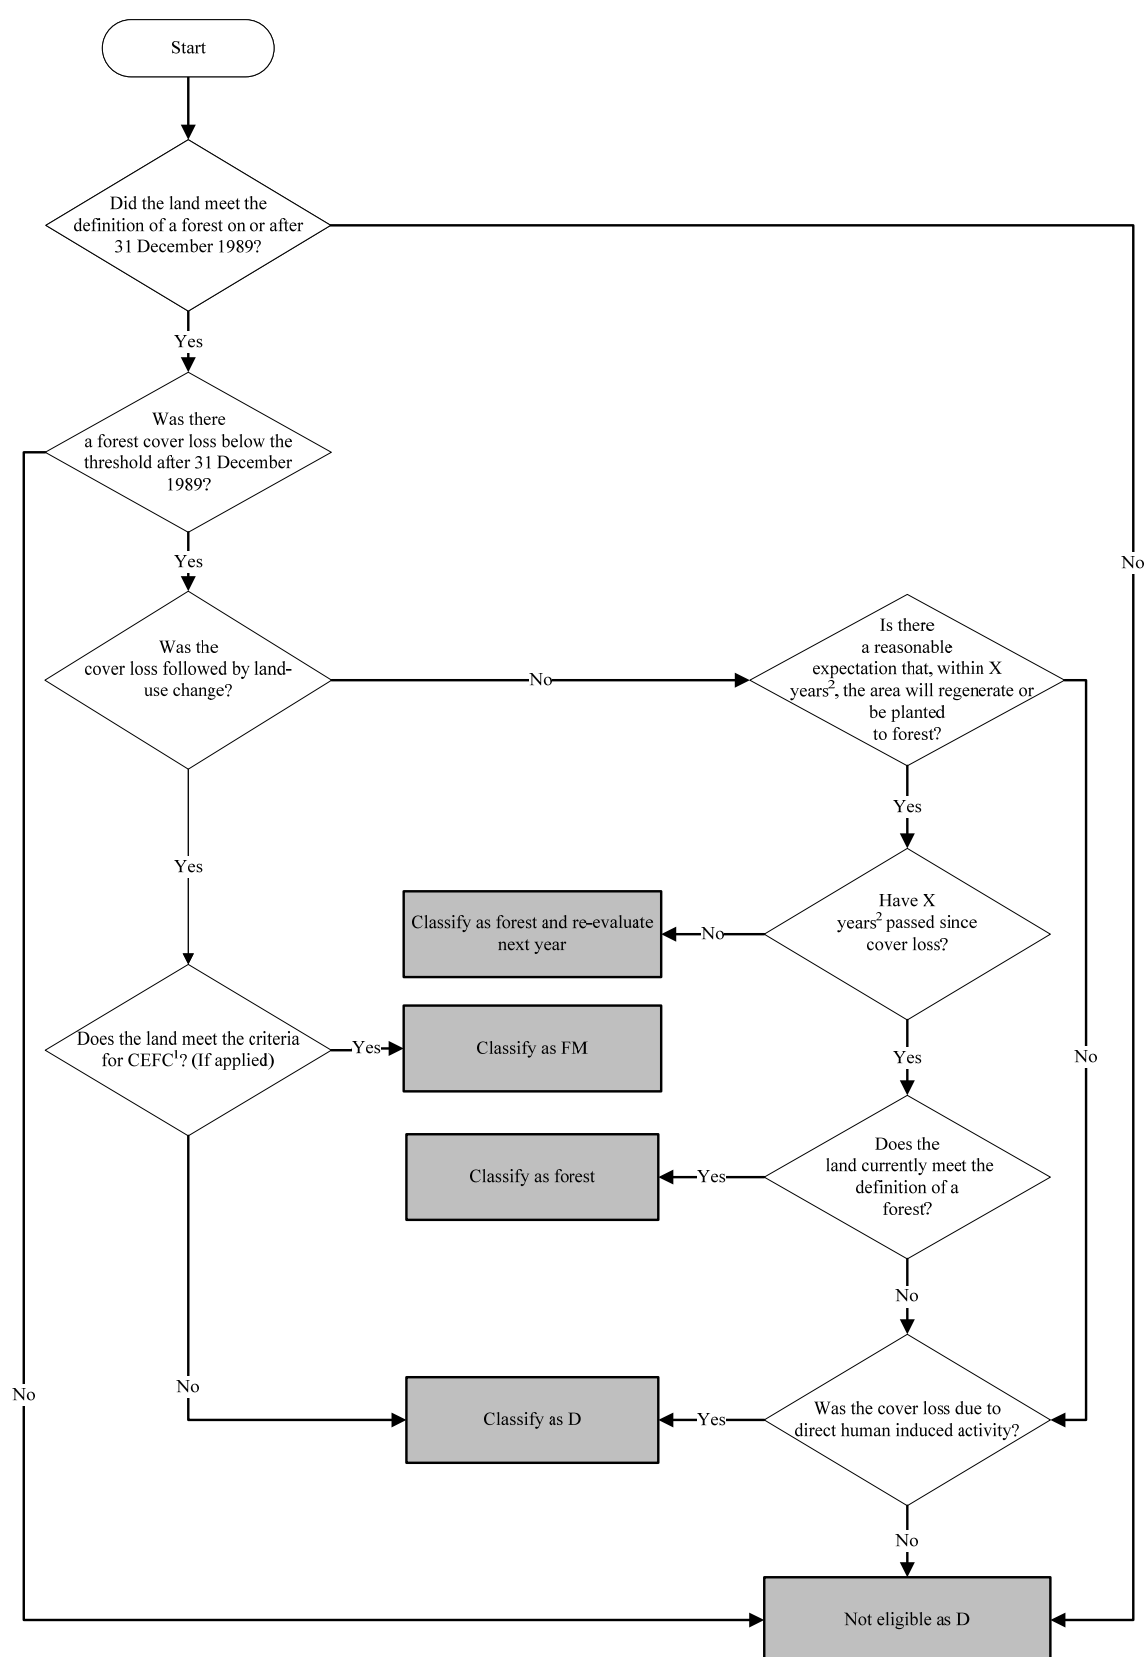 Start
Did the land meet the
definition of a forest on or after
31 December 1989?
Yes
Was there
a forest cover loss below the
threshold after 31 December
1989?
Yes
No
Was the
cover loss followed by land-
use change?
No
Is there
a reasonable
expectation that, within X
years², the area will regenerate or
be planted
to forest?
Yes
Yes
Have X
years² passed since
cover loss?
No
Classify as forest and re-evaluate
next year
Does the land meet the criteria
for CEFC¹? (If applied)
Yes
Classify as FM
Yes
No
Does the
land currently meet the
definition of a
forest?
Yes
Classify as forest
No
No
No
Was the cover loss due to
direct human induced activity?
Yes
Classify as D
No
Not eligible as D